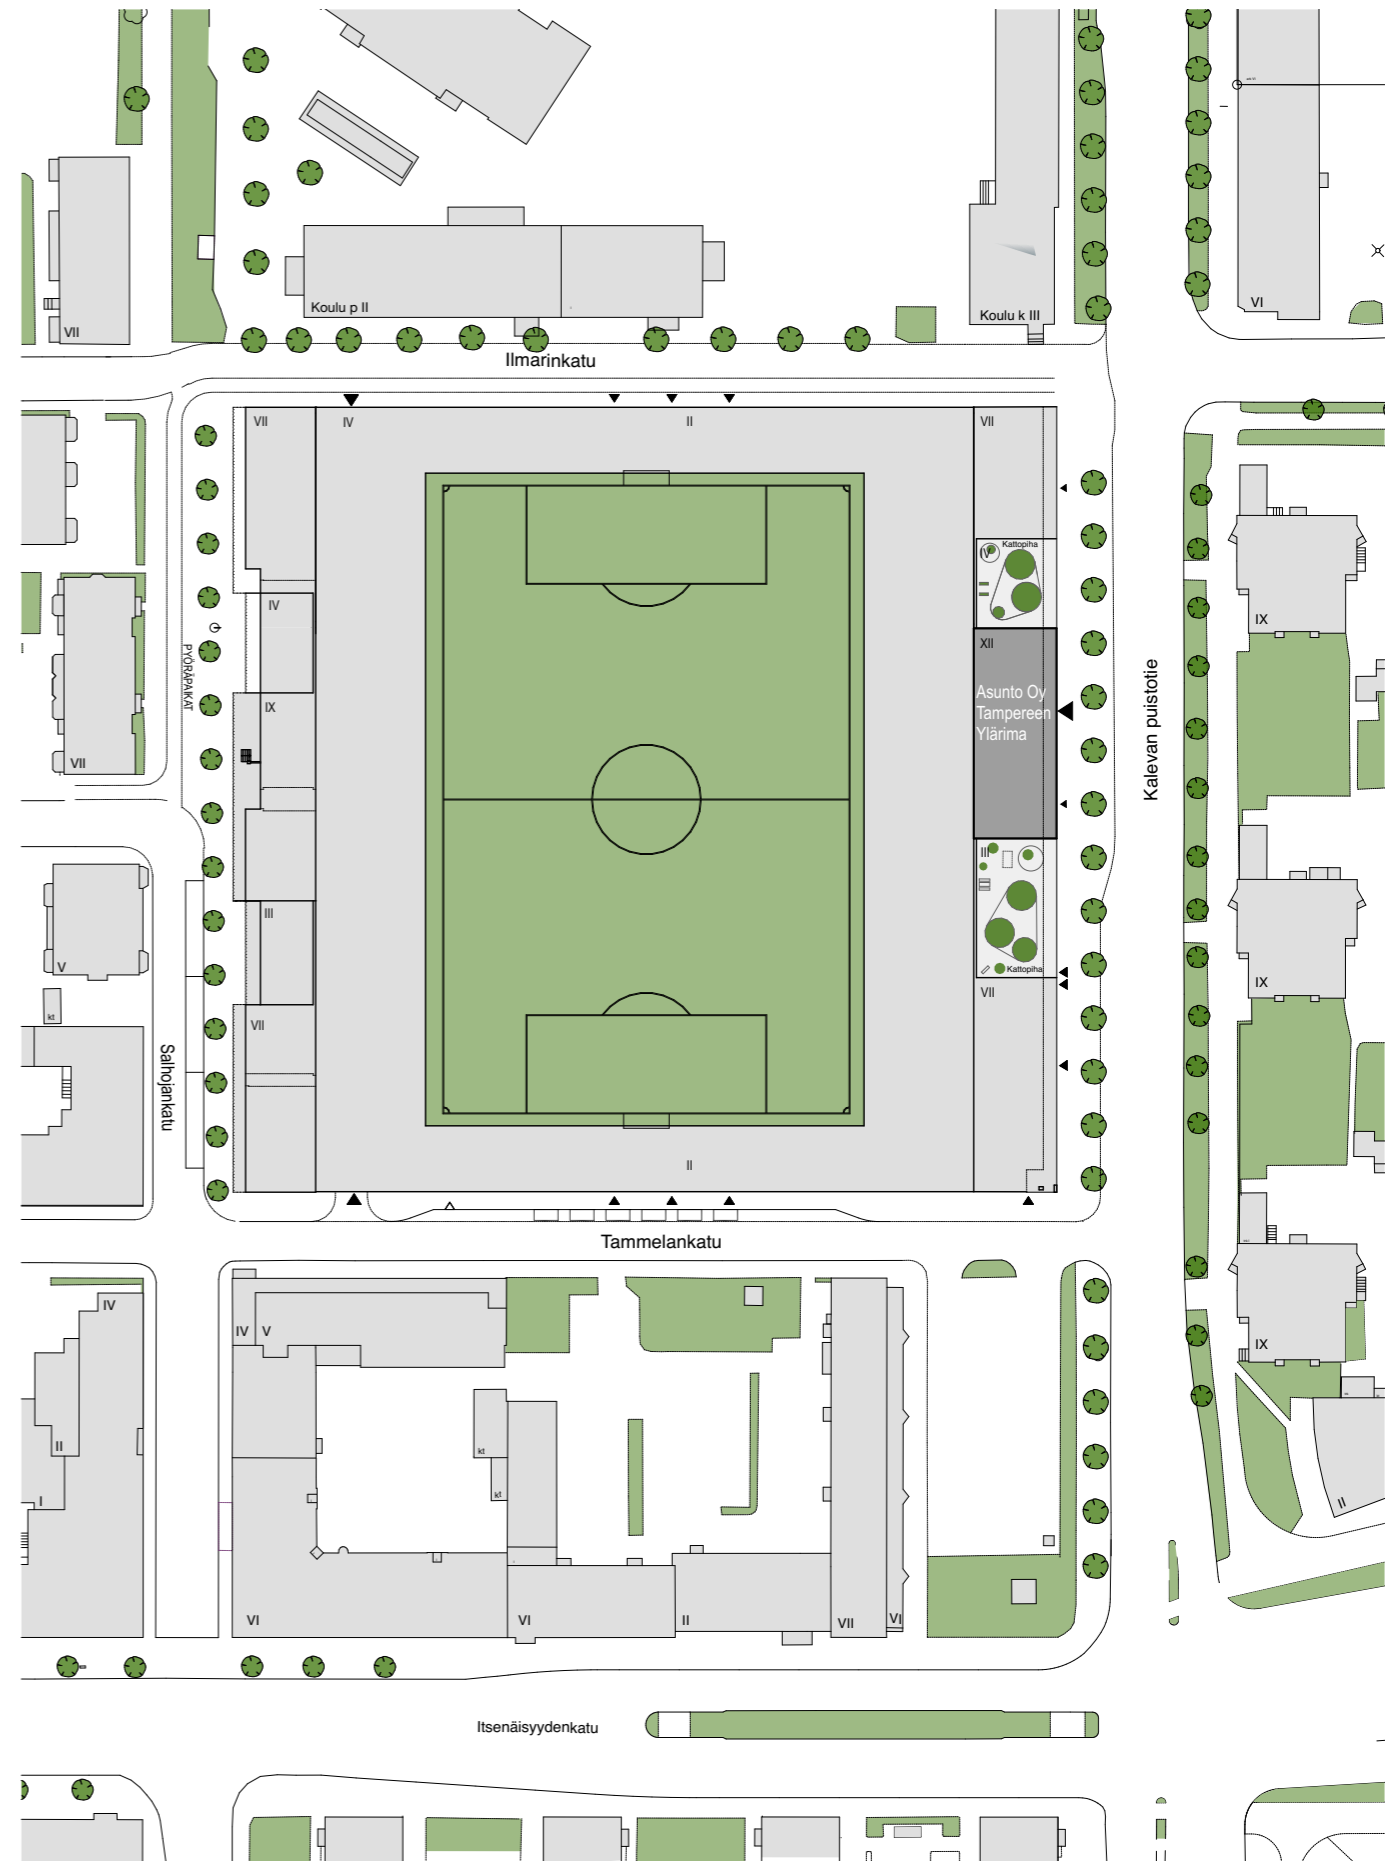 VII
Koulu p II
Koulu k III
VI
Ilmarinkatu
VII
IV
II
VII
IV
Kattopiha
IV
XII
Asunto Oy
Tampereen
Ylärima
PYÖRÄPAIKAT
IX
VII
IX
Kalevan puistotie
III
III
Kattopiha
V
kt
VII
VII
IX
Salhojankatu
II
Tammelankatu
IV
IV
V
IX
II
kt
kt
I
II
VI
VI
II
VII
VI
Itsenäisyydenkatu